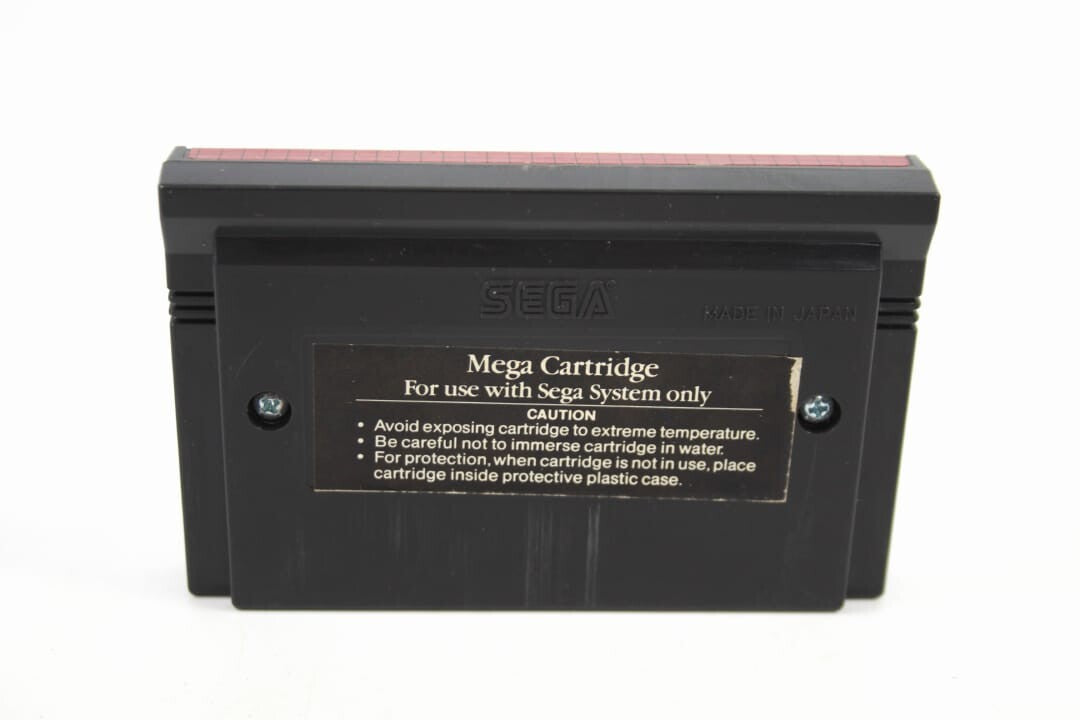 SEGA®
MADE IN JAPAN
Mega Cartridge
For use with Sega System only
CAUTION
• Avoid exposing cartridge to extreme temperature.
• Be careful not to immerse cartridge in water.
• For protection, when cartridge is not in use, place
cartridge inside protective plastic case.